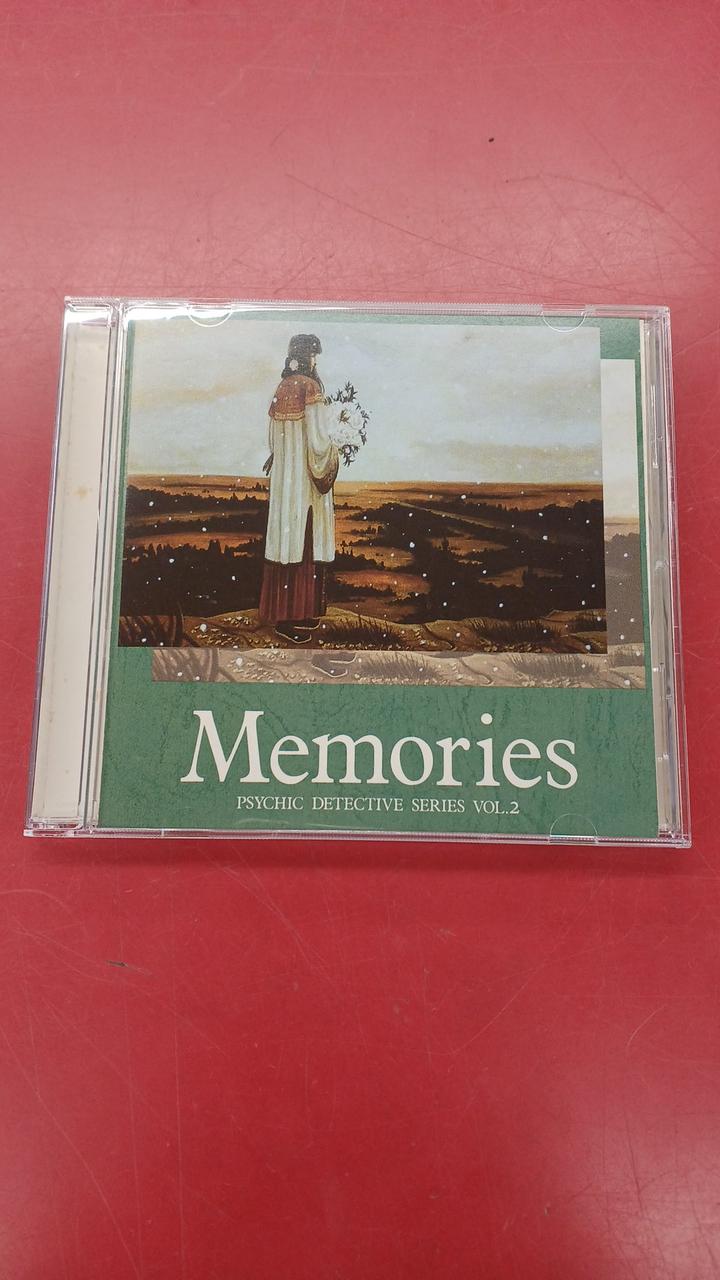 Memories
PSYCHIC DETECTIVE SERIES VOL.2